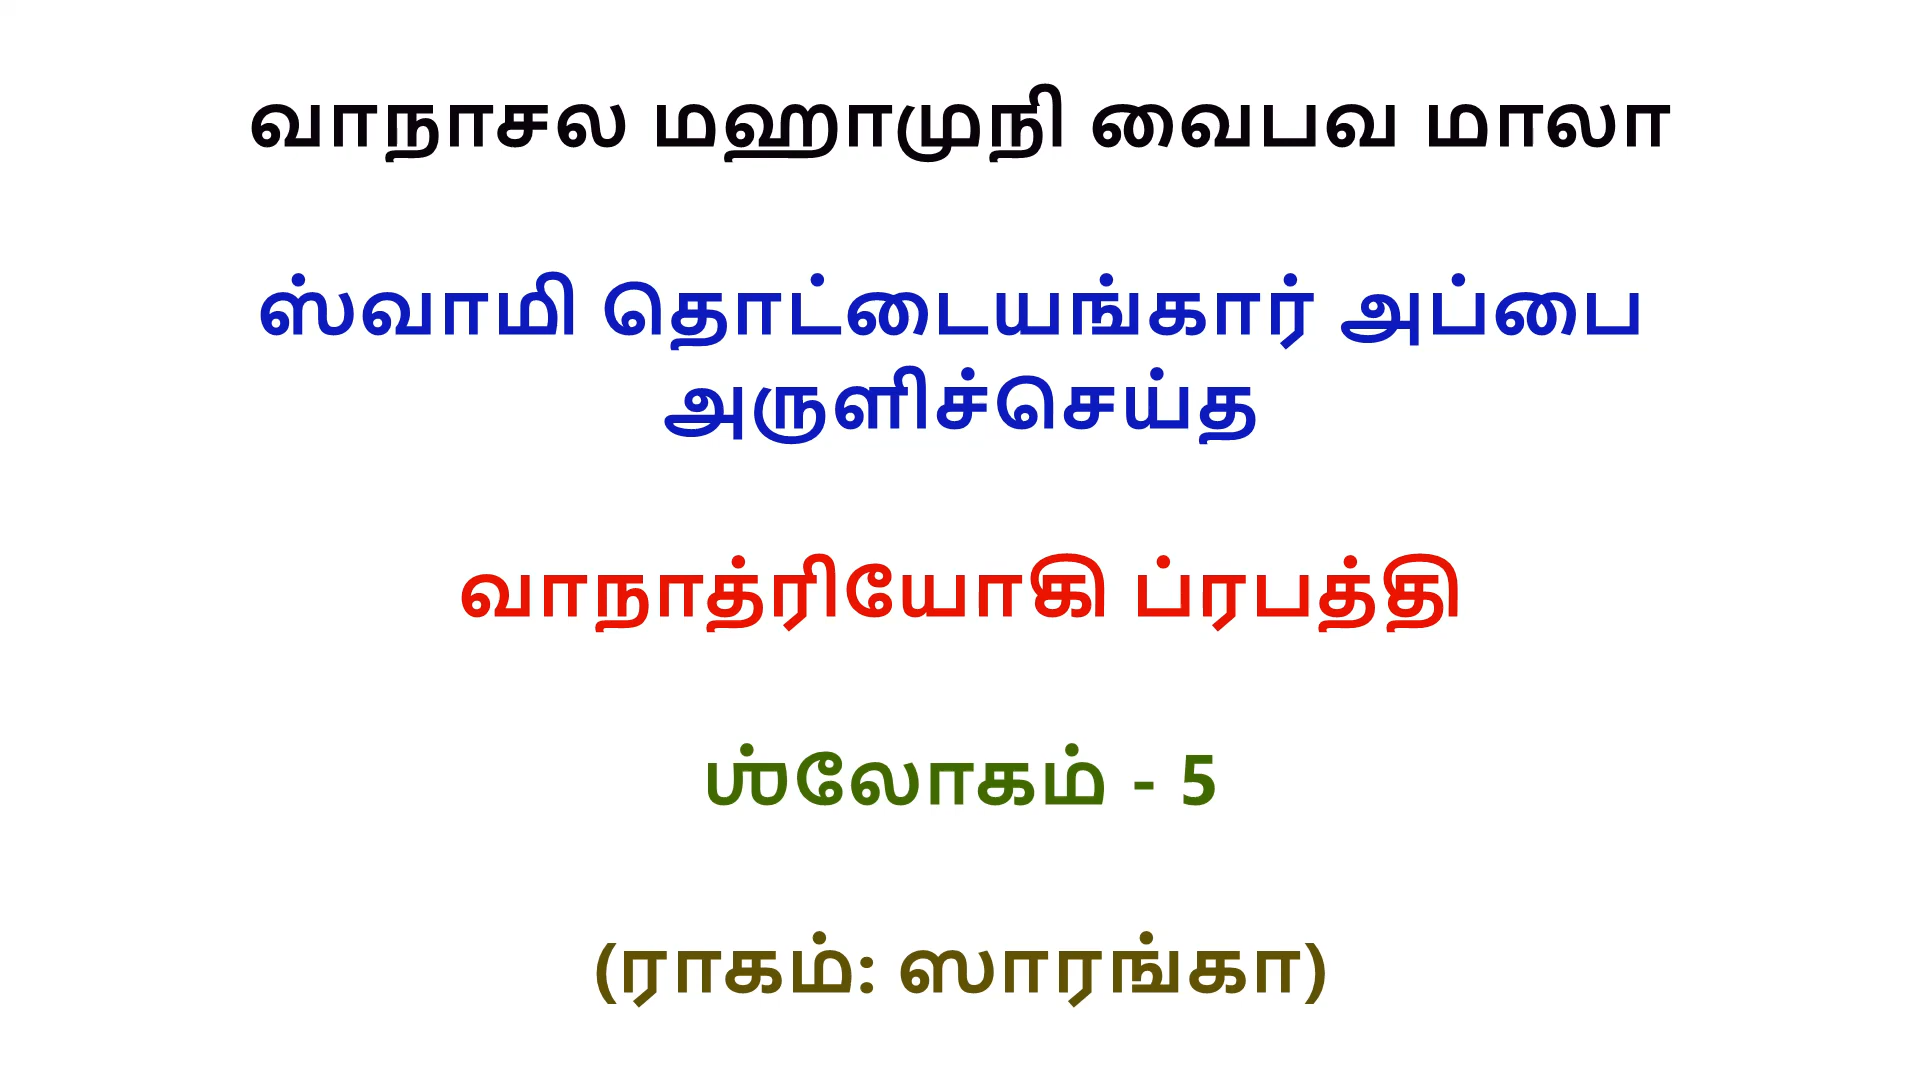 வாநாசல மஹாமுநி வைபவ மாலா
ஸ்வாமி தொட்டையங்கார் அப்பை
அருளிச்செய்த
வாநாத்ரியோகி ப்ரபத்தி
ஶ்லோகம் - 5
(ராகம்: ஸாரங்கா)